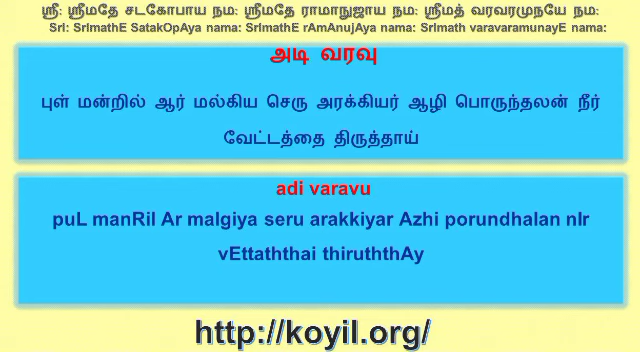 ஸ்ரீ: ஸ்ரீமதே சடகோபாய நம: ஸ்ரீமதே ராமாநுஜாய நம: ஸ்ரீமத் வரவரமுநயே நம:
SrI: SrImathE SatakOpAya nama: SrImathE rAmAnujAya nama: SrImath varavaramunayE nama:
அடி வரவு
புள் மன்றில் ஆர் மல்கிய செரு அரக்கியர் ஆழி பொருந்தலன் நீர்
வேட்டத்தை திருத்தாய்
adi varavu
puL manRil Ar malgiya seru arakkiyar Azhi porundhalan nIr
vEttaththai thiruththAy
http://koyil.org/